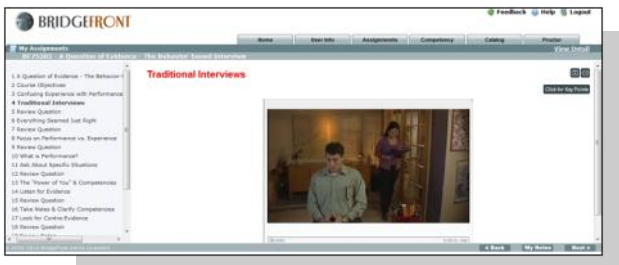 Feedback Help Logout
BRIDGEFRONT
Home User Info Assignments Competency Catalog Proctor
My Assignments View Detail
BF75202 - A Question of Evidence - The Behavior-based Interview
Traditional Interviews
Click for Key Points
1 A Question of Evidence - The Behavior-
2 Course Objectives
3 Confusing Experience with Performance
4 Traditional Interviews
5 Review Question
6 Everything Seemed Just Right
7 Review Question
8 Focus on Performance vs. Experience
9 Review Question
10 What is Performance?
11 Ask About Specific Situations
12 Review Question
13 The "Power of You" & Competencies
14 Listen for Evidence
15 Review Question
16 Take Notes & Clarify Competencies
17 Look for Contra-Evidence
18 Review Question
< Back My Notes Next >